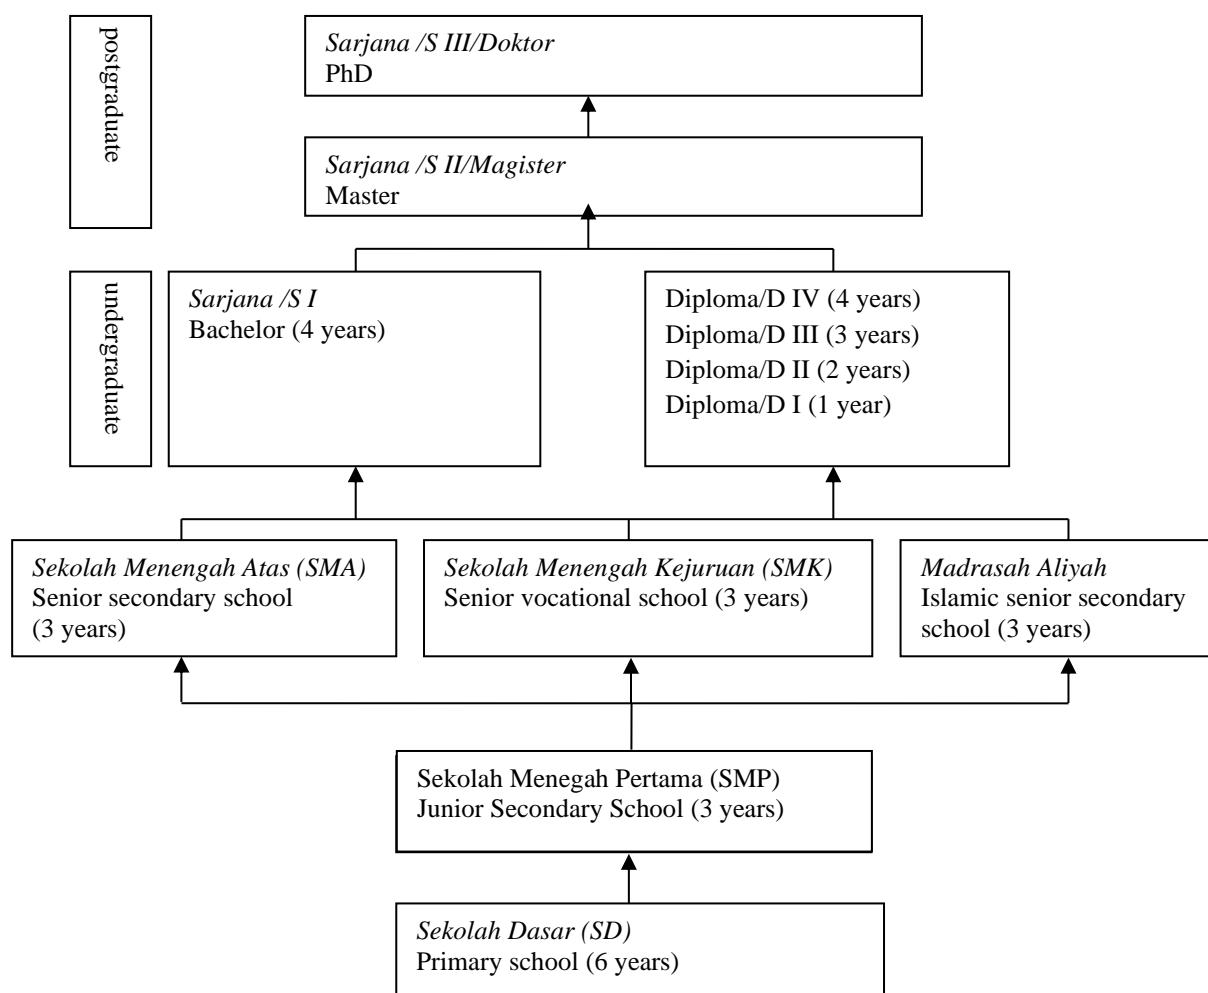 postgraduate
Sarjana /S III/Doktor
PhD
Sarjana /S II/Magister
Master
undergraduate
Sarjana /S I
Bachelor (4 years)
Diploma/D IV (4 years)
Diploma/D III (3 years)
Diploma/D II (2 years)
Diploma/D I (1 year)
Sekolah Menengah Atas (SMA)
Senior secondary school
(3 years)
Sekolah Menengah Kejuruan (SMK)
Senior vocational school (3 years)
Madrasah Aliyah
Islamic senior secondary
school (3 years)
Sekolah Menegah Pertama (SMP)
Junior Secondary School (3 years)
Sekolah Dasar (SD)
Primary school (6 years)